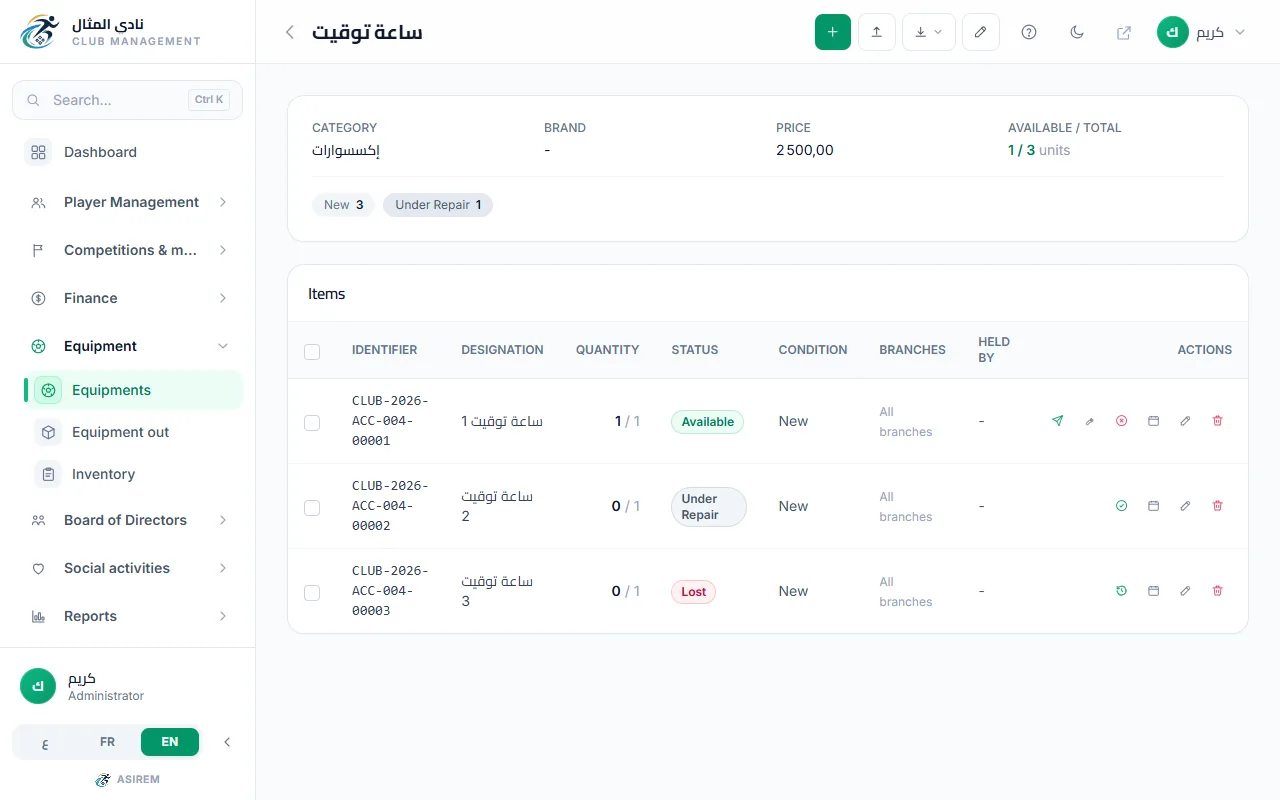 نادي المثال
CLUB MANAGEMENT
Search...
Ctrl K
Dashboard
Player Management
Competitions & m...
Finance
Equipment
Equipments
Equipment out
Inventory
Board of Directors
Social activities
Reports
كريم
Administrator
ع
FR
EN
ASIREM
ساعة توقيت
ك
كريم
CATEGORY
BRAND
PRICE
AVAILABLE / TOTAL
إكسسوارات
-
2 500,00
1 / 3 units
New 3
Under Repair 1
Items
IDENTIFIER
DESIGNATION
QUANTITY
STATUS
CONDITION
BRANCHES
HELD
BY
ACTIONS
CLUB-2026-
ACC-004-
00001
ساعة توقيت 1
1 / 1
Available
New
All
branches
-
CLUB-2026-
ACC-004-
00002
ساعة توقيت
2
0 / 1
Under
Repair
New
All
branches
-
CLUB-2026-
ACC-004-
00003
ساعة توقيت
3
0 / 1
Lost
New
All
branches
-